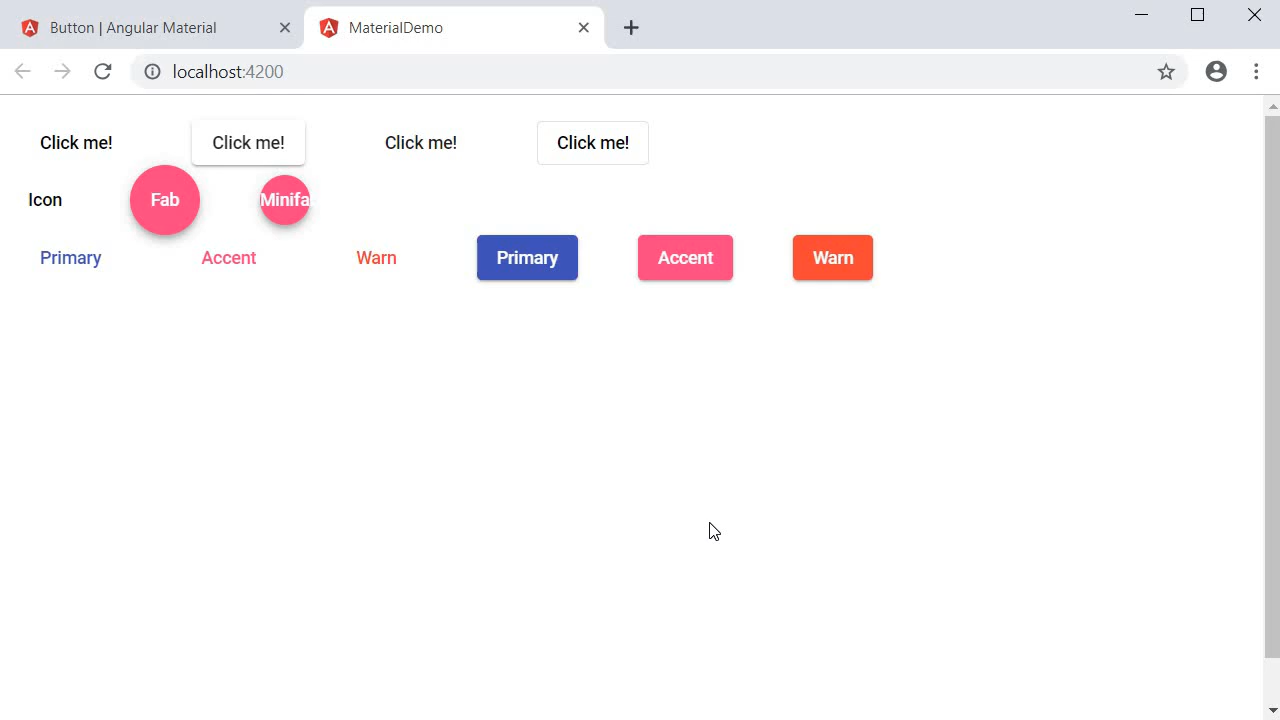 Button | Angular Material MaterialDemo
localhost:4200
Click me! Click me! Click me! Click me!
Icon Fab Minifa
Primary Accent Warn Primary Accent Warn